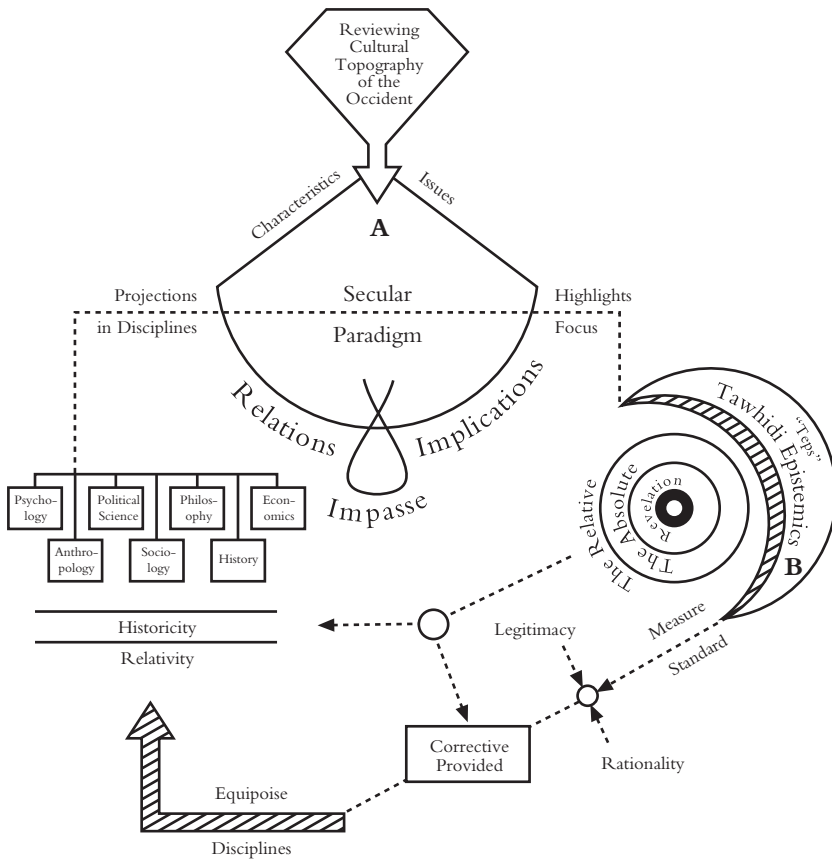 Reviewing
Cultural
Topography
of the
Occident
Characteristics
Issues
A
Projections
in Disciplines
Secular
Paradigm
Highlights
Focus
Relations
Implications
Impasse
Tawhidi Epistemics
"Teps"
B
The Relative
The Absolute
Revelation
Psycho-
logy
Political
Science
Philos-
ophy
Econ-
omics
Anthro-
pology
Socio-
logy
History
Historicity
Relativity
Legitimacy
Measure
Standard
Rationality
Corrective
Provided
Equipoise
Disciplines